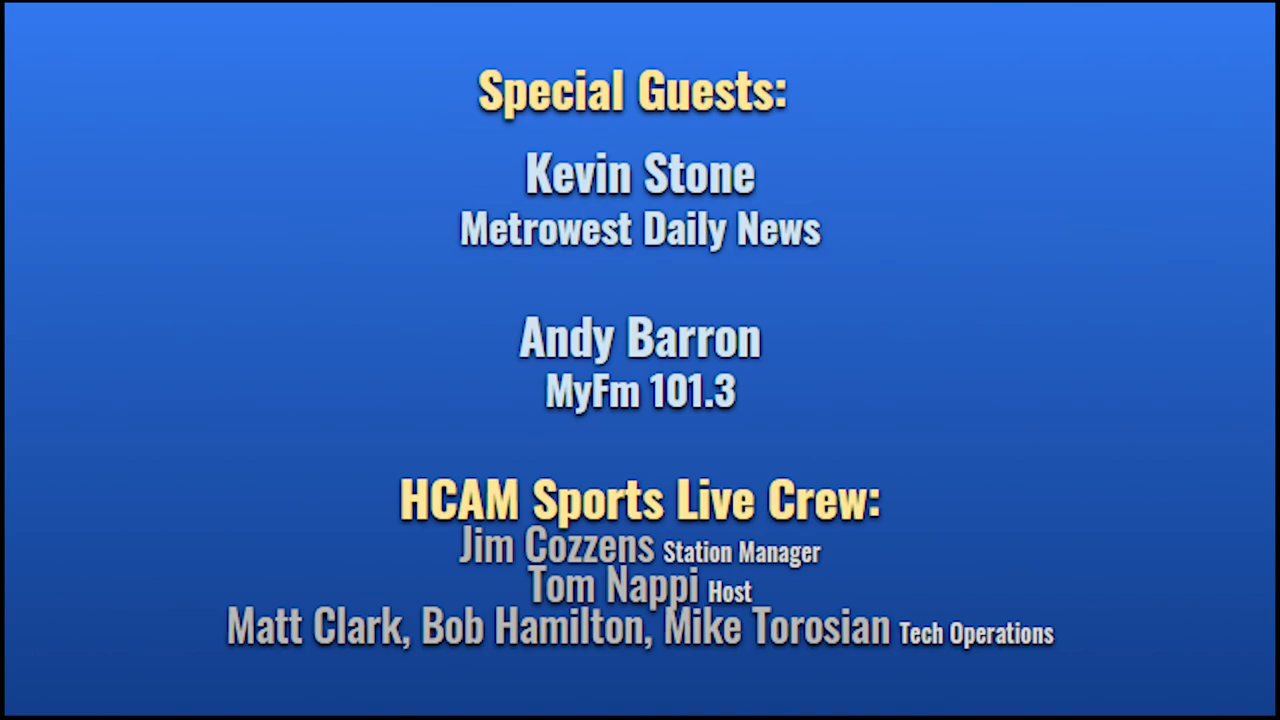 Special Guests:
Kevin Stone
Metrowest Daily News
Andy Barron
MyFm 101.3
HCAM Sports Live Crew:
Jim Cozzens Station Manager
Tom Nappi Host
Matt Clark, Bob Hamilton, Mike Torosian Tech Operations